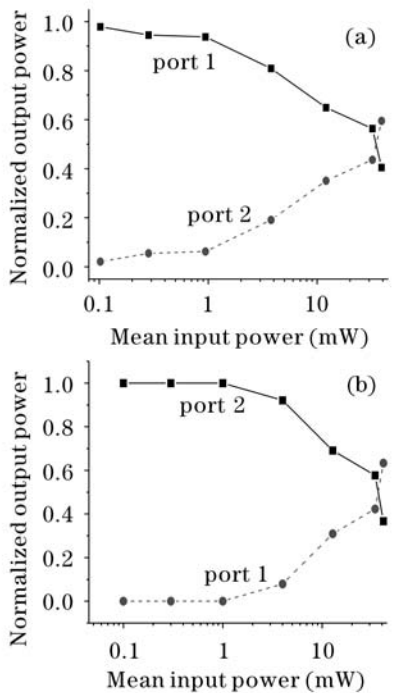 Normalized output power
1.0
0.8
0.6
0.4
0.2
0.0
(a)
port 1
port 2
0.1
1
10
Mean input power (mW)
Normalized output power
1.0
0.8
0.6
0.4
0.2
0.0
(b)
port 2
port 1
0.1
1
10
Mean input power (mW)